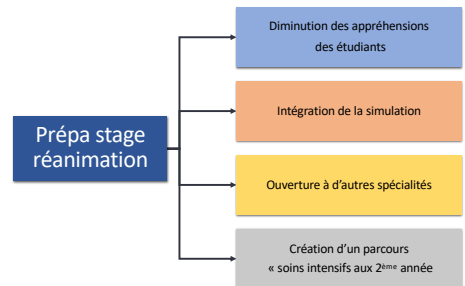 Prépa stage
réanimation
Diminution des appréhensions
des étudiants
Intégration de la simulation
Ouverture à d'autres spécialités
Création d'un parcours
« soins intensifs aux 2ème année